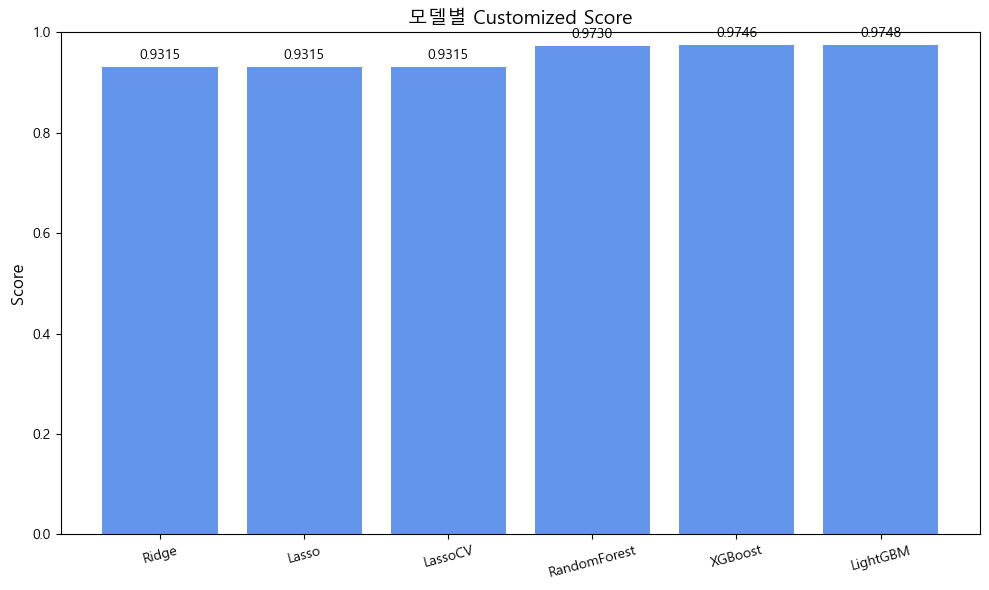 모델별 Customized Score
0.9315 0.9315 0.9315 0.9730 0.9746 0.9748
1.0
0.8
0.6
0.4
0.2
0.0
Score
Ridge Lasso LassoCV RandomForest XGBoost LightGBM